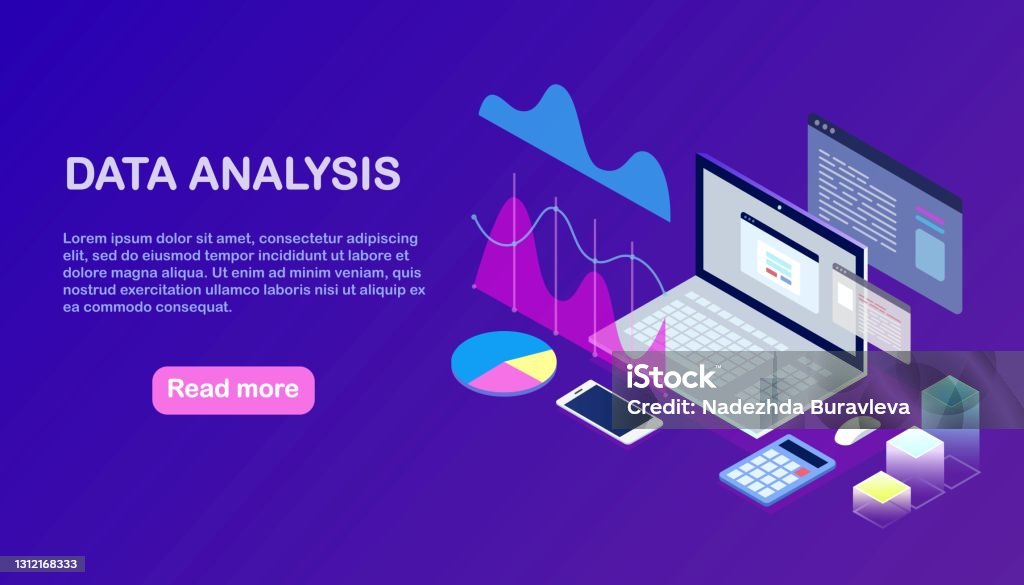 DATA ANALYSIS
Lorem ipsum dolor sit amet, consectetur adipiscing
elit, sed do eiusmod tempor incididunt ut labore et
dolore magna aliqua. Ut enim ad minim veniam, quis
nostrud exercitation ullamco laboris nisi ut aliquip ex
ea commodo consequat.
Read more
iStock™
Credit: Nadezhda Buravleva
1312168333